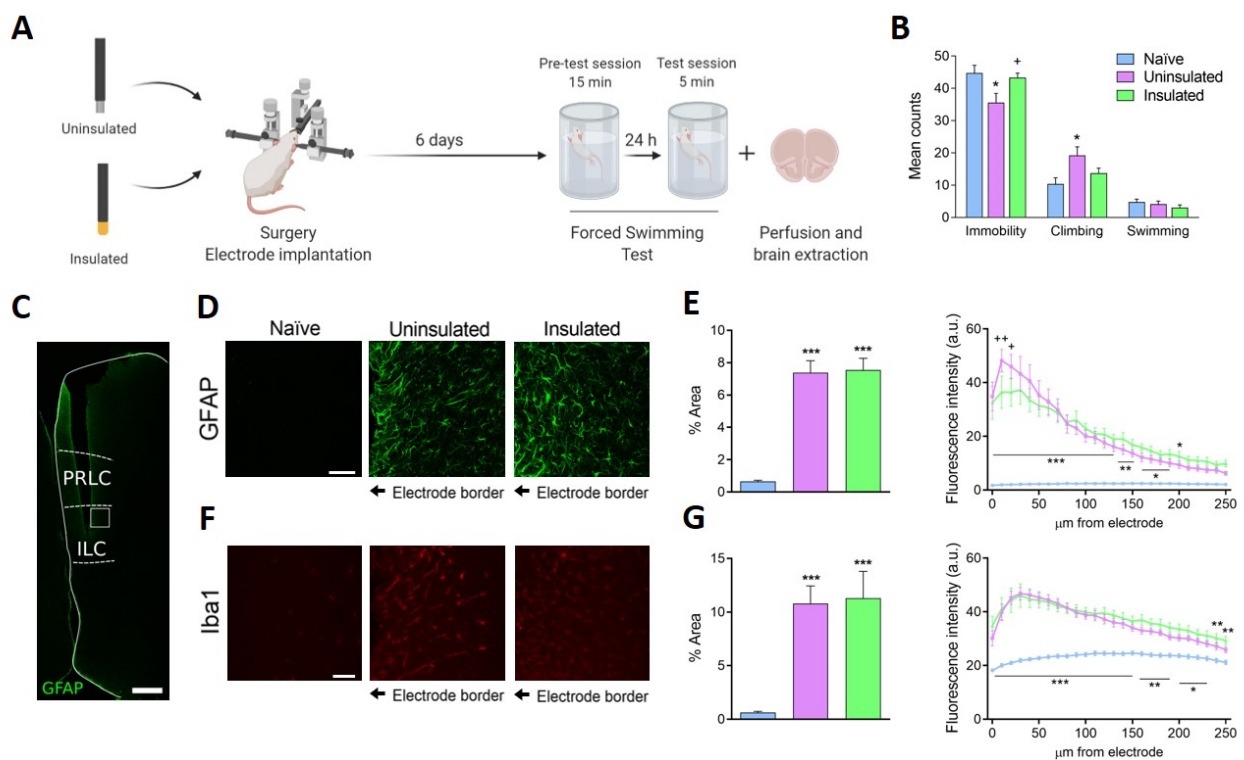 A
Uninsulated
Insulated
Surgery
Electrode implantation
6 days
Pre-test session
15 min
24 h
Test session
5 min
+
Forced Swimming
Test
Perfusion and
brain extraction
B
Mean counts
50
40
30
20
10
0
* + *
Immobility Climbing Swimming
Naïve
Uninsulated
Insulated
C
PRLC
ILC
GFAP
D
Naïve Uninsulated Insulated
GFAP
← Electrode border ← Electrode border
E
% Area
10
8
6
4
2
0
*** ***
Fluorescence intensity (a.u.)
60
40
20
0
++
+
*** ** * *
0 50 100 150 200 250
µm from electrode
F
Iba1
← Electrode border ← Electrode border
G
% Area
15
10
5
0
*** ***
Fluorescence intensity (a.u.)
60
40
20
0
**
**
*** ** *
0 50 100 150 200 250
µm from electrode